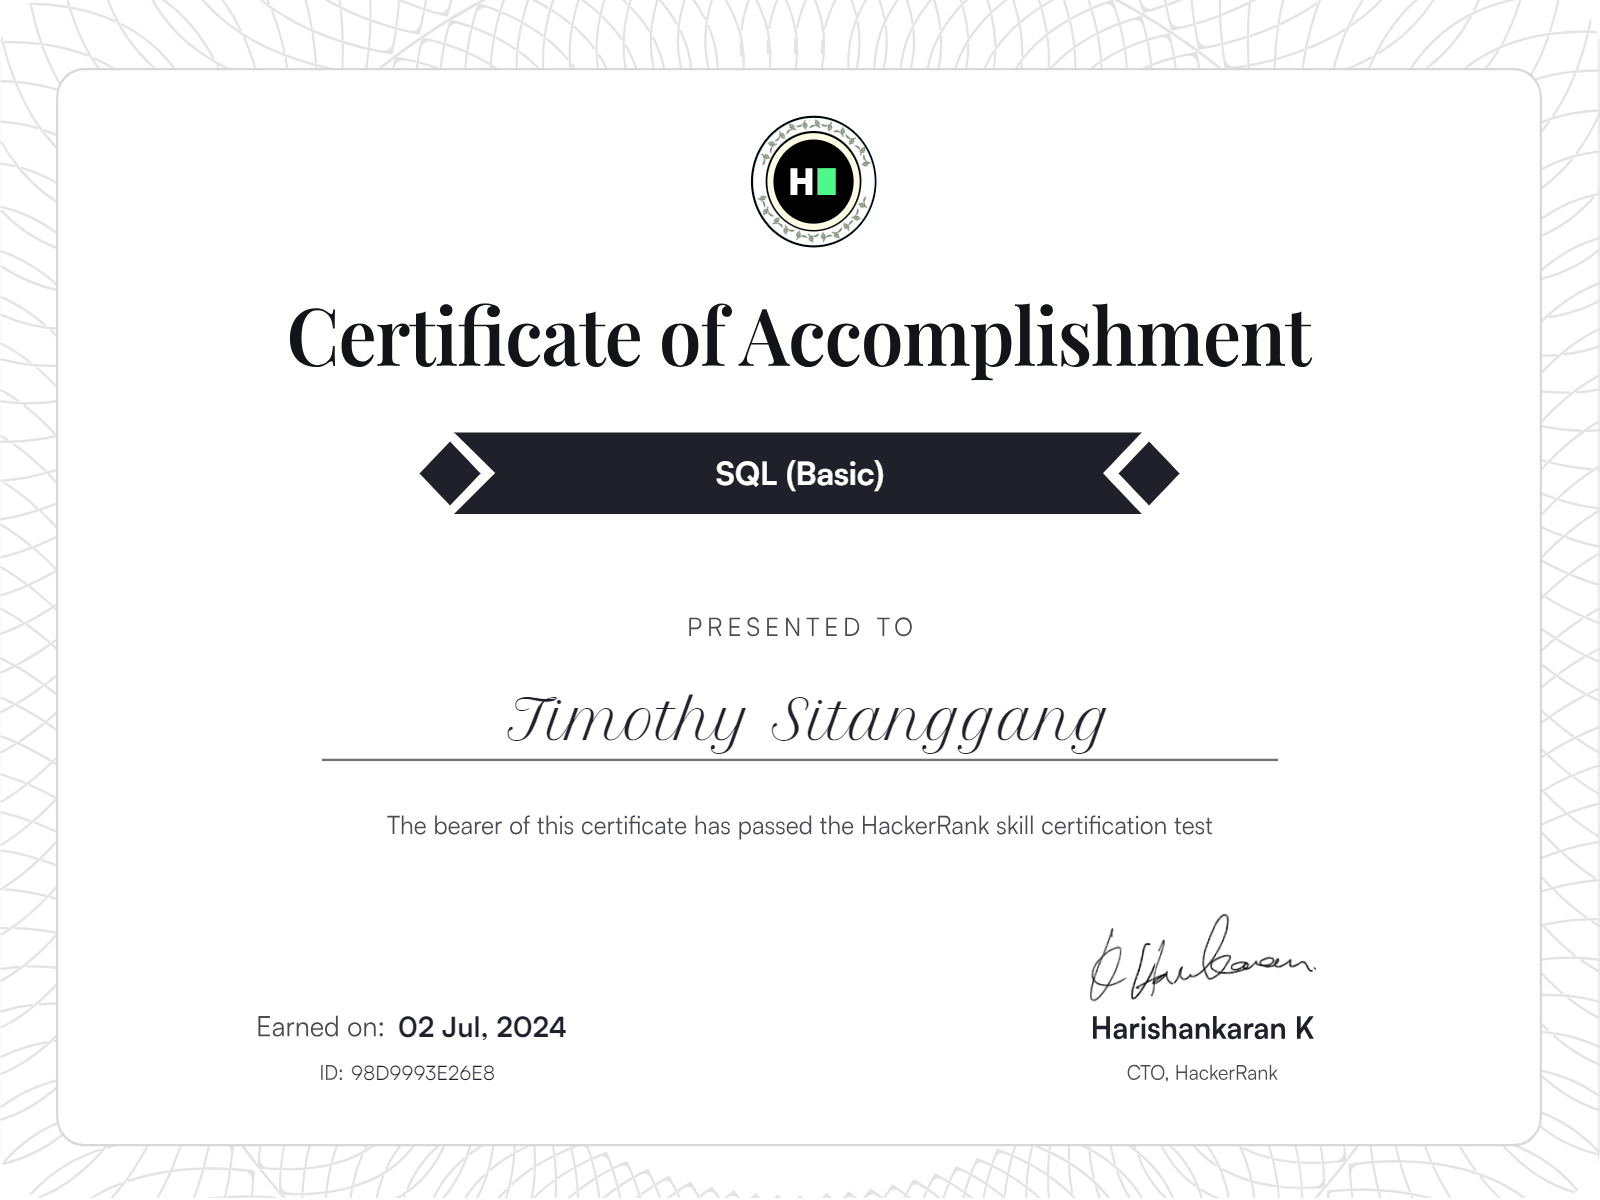 H
Certificate of Accomplishment
SQL (Basic)
PRESENTED TO
Timothy Sitanggang
The bearer of this certificate has passed the HackerRank skill certification test
Earned on: 02 Jul, 2024
ID: 98D9993E26E8
Harishankaran K
CTO, HackerRank